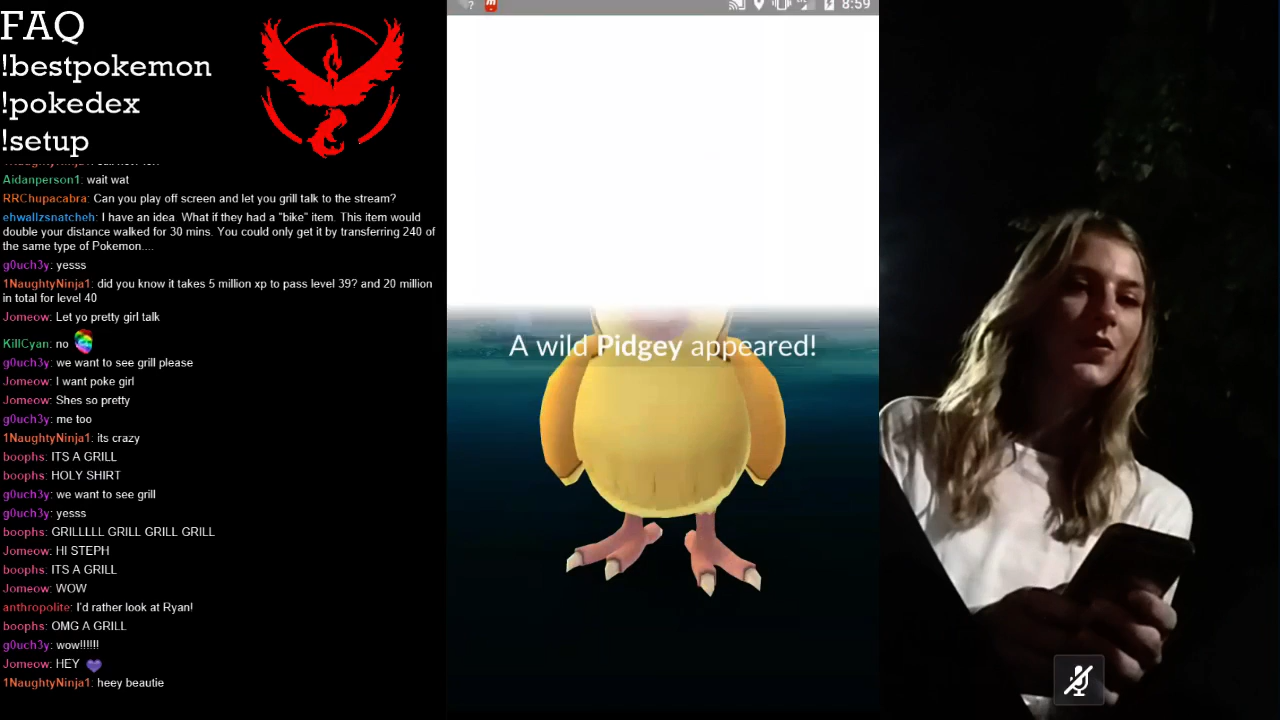 FAQ
!bestpokemon
!pokedex
!setup
Aidanperson1: wait wat
RRChupacabra: Can you play off screen and let you grill talk to the stream?
ehwallzsnatcheh: I have an idea. What if they had a "bike" item. This item would
double your distance walked for 30 mins. You could only get it by transferring 240 of
the same type of Pokemon....
g0uch3y: yesss
1NaughtyNinja1: did you know it takes 5 million xp to pass level 39? and 20 million
in total for level 40
Jomeow: Let yo pretty girl talk
KillCyan: no
g0uch3y: we want to see grill please
Jomeow: I want poke girl
Jomeow: Shes so pretty
g0uch3y: me too
1NaughtyNinja1: its crazy
boophs: ITS A GRILL
boophs: HOLY SHIRT
g0uch3y: we want to see grill
g0uch3y: yesss
boophs: GRILLLLL GRILL GRILL GRILL
Jomeow: HI STEPH
boophs: ITS A GRILL
Jomeow: WOW
anthropolite: I'd rather look at Ryan!
boophs: OMG A GRILL
g0uch3y: wow!!!!!!
Jomeow: HEY
1NaughtyNinja1: heey beautie
8:59
A wild Pidgey appeared!